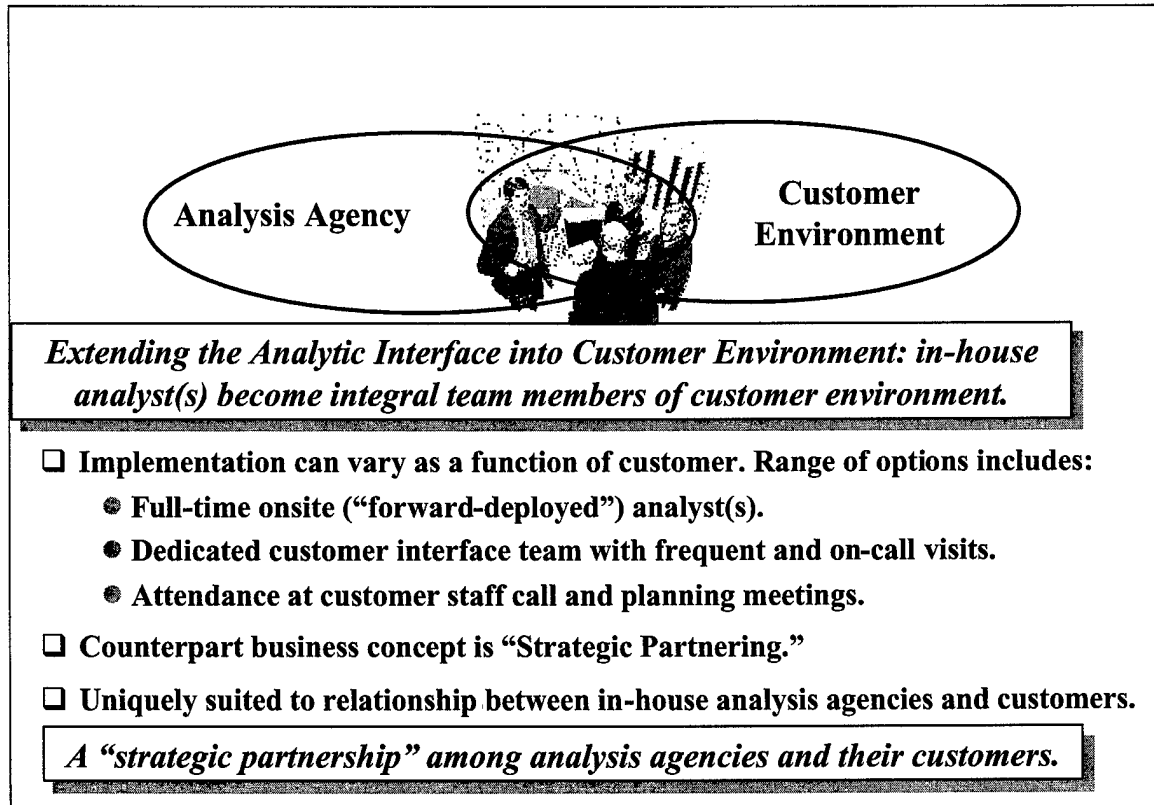 Analysis Agency
Customer
Environment
Extending the Analytic Interface into Customer Environment: in-house
analyst(s) become integral team members of customer environment.
❑ Implementation can vary as a function of customer. Range of options includes:
● Full-time onsite (“forward-deployed”) analyst(s).
● Dedicated customer interface team with frequent and on-call visits.
● Attendance at customer staff call and planning meetings.
❑ Counterpart business concept is “Strategic Partnering.”
❑ Uniquely suited to relationship between in-house analysis agencies and customers.
A “strategic partnership” among analysis agencies and their customers.